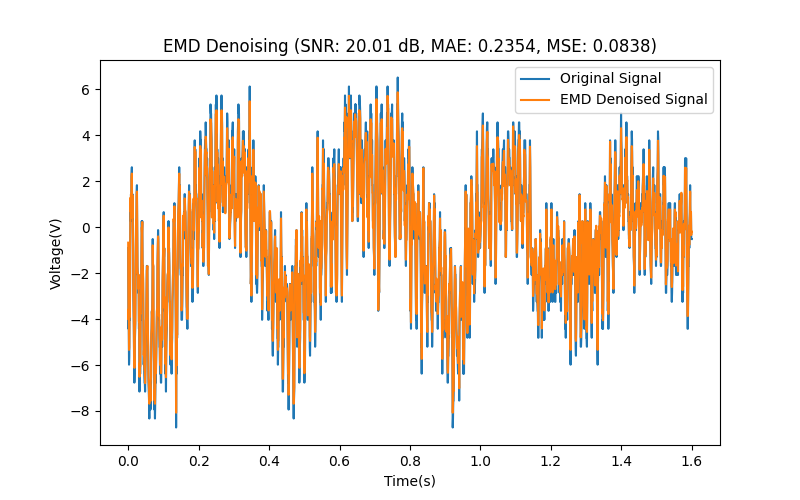 EMD Denoising (SNR: 20.01 dB, MAE: 0.2354, MSE: 0.0838)
Original Signal
EMD Denoised Signal
Voltage(V)
6
4
2
0
−2
−4
−6
−8
0.0 0.2 0.4 0.6 0.8 1.0 1.2 1.4 1.6
Time(s)